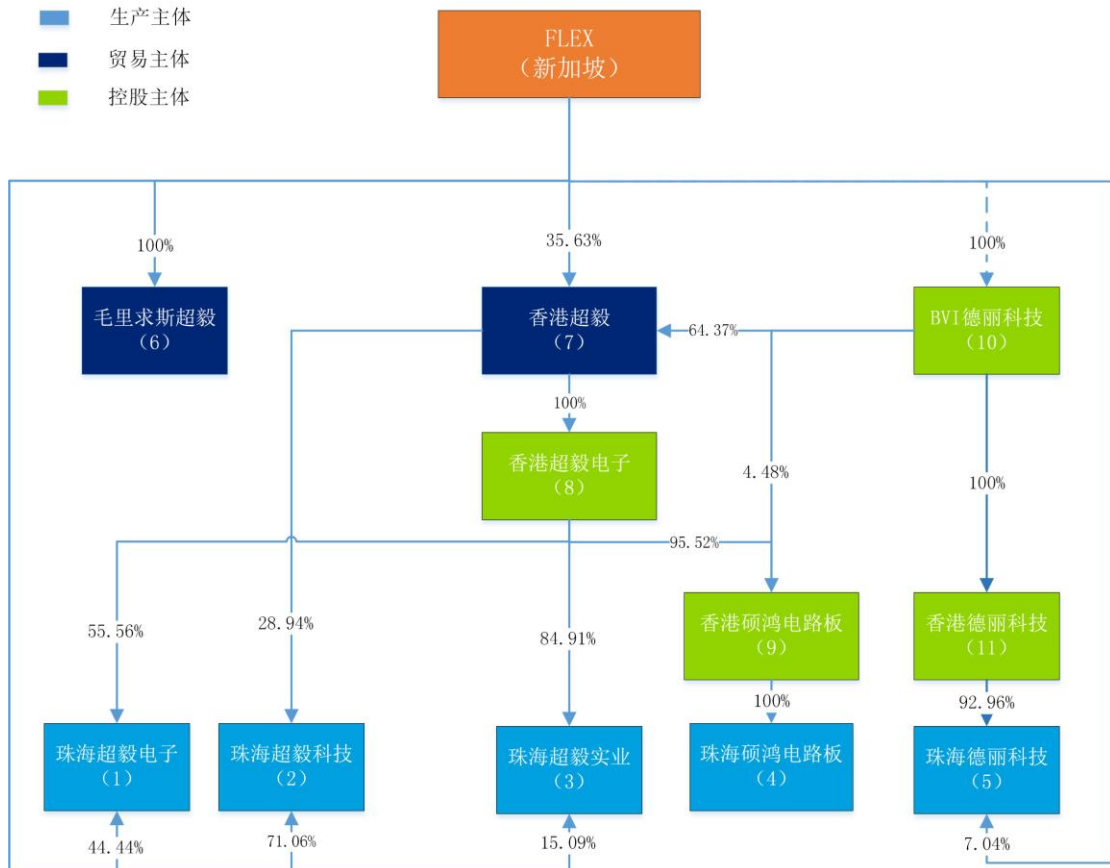 生产主体
贸易主体
控股主体
FLEX
（新加坡）
100%
35.63%
100%
毛里求斯超毅
（6）
香港超毅
（7）
64.37%
BVI德丽科技
（10）
100%
香港超毅电子
（8）
4.48%
100%
95.52%
55.56%
28.94%
84.91%
香港硕鸿电路板
（9）
香港德丽科技
（11）
100%
92.96%
珠海超毅电子
（1）
珠海超毅科技
（2）
珠海超毅实业
（3）
珠海硕鸿电路板
（4）
珠海德丽科技
（5）
44.44%
71.06%
15.09%
7.04%